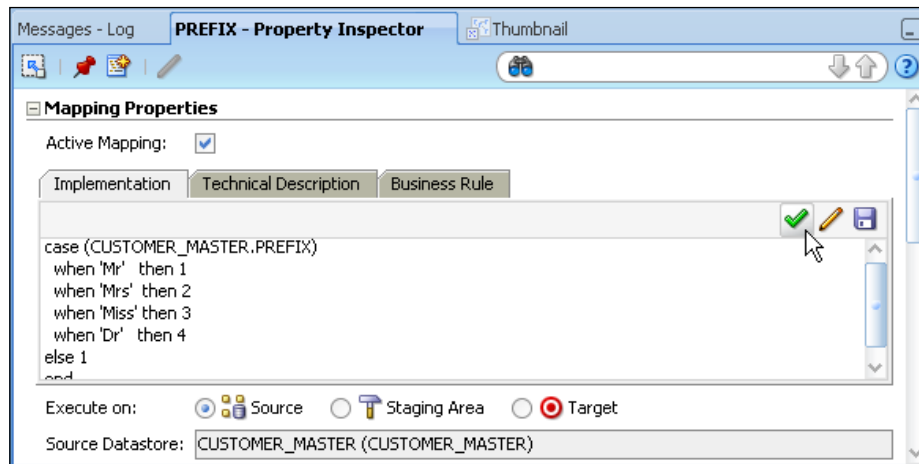 Messages - Log PREFIX - Property Inspector Thumbnail
?
Mapping Properties
Active Mapping:
Implementation Technical Description Business Rule
case (CUSTOMER_MASTER.PREFIX)
when 'Mr' then 1
when 'Mrs' then 2
when 'Miss' then 3
when 'Dr' then 4
else 1
end
Execute on: Source Staging Area Target
Source Datastore: CUSTOMER_MASTER (CUSTOMER_MASTER)